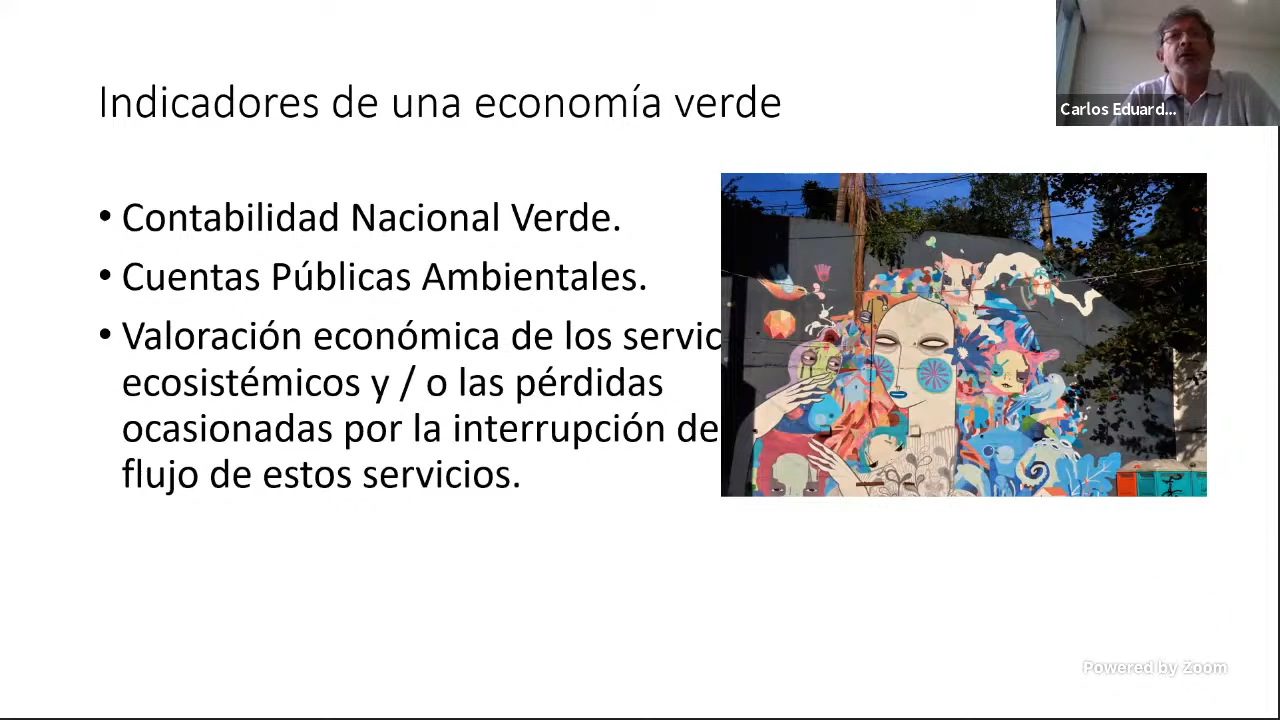 Indicadores de una economía verde
Carlos Eduard...
• Contabilidad Nacional Verde.
• Cuentas Públicas Ambientales.
• Valoración económica de los servic
ecosistémicos y / o las pérdidas
ocasionadas por la interrupción de
flujo de estos servicios.
Powered by Zoom